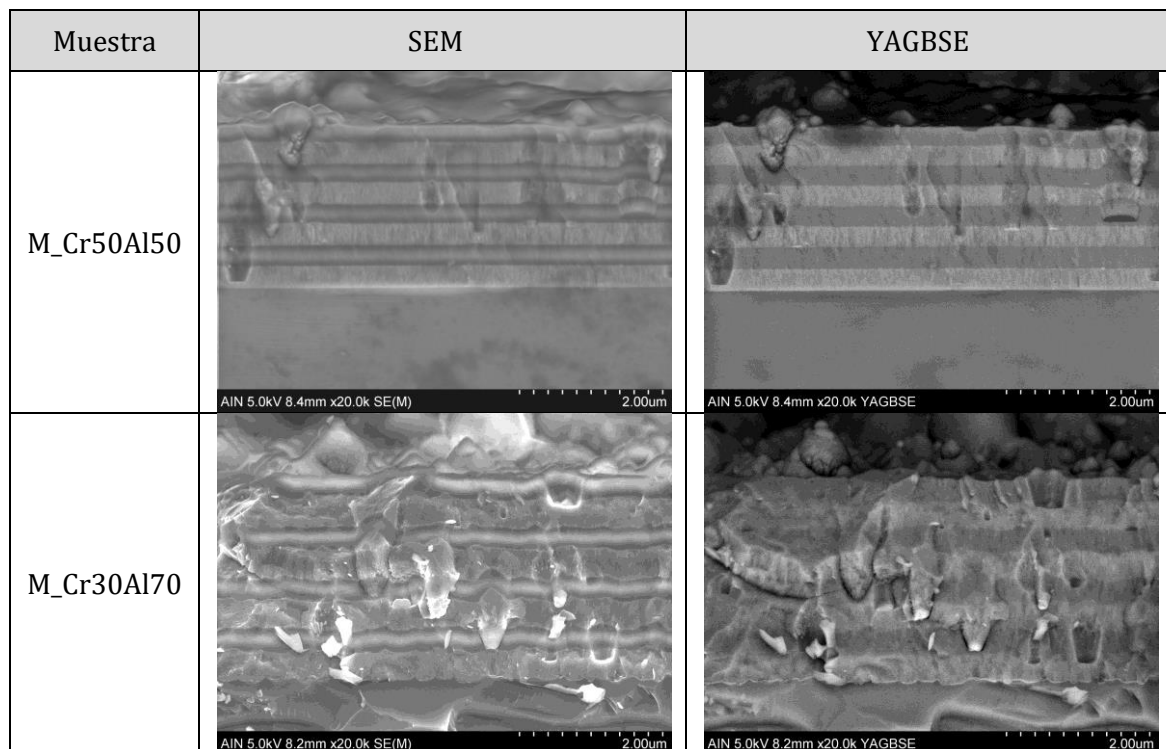 Muestra SEM YAGBSE
M_Cr50Al50
AIN 5.0kV 8.4mm x20.0k SE(M) 2.00um
AIN 5.0kV 8.4mm x20.0k YAGBSE 2.00um
M_Cr30Al70
AIN 5.0kV 8.2mm x20.0k SE(M) 2.00um
AIN 5.0kV 8.2mm x20.0k YAGBSE 2.00um